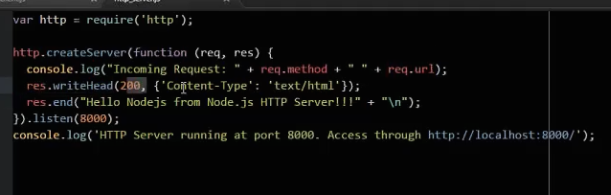 var http = require('http');
http.createServer(function (req, res) {
console.log("Incoming Request: " + req.method + " " + req.url);
res.writeHead(200, {'Content-Type': 'text/html'});
res.end("Hello Nodejs from Node.js HTTP Server!!!" + "\n");
}).listen(8000);
console.log('HTTP Server running at port 8000. Access through http://localhost:8000/');